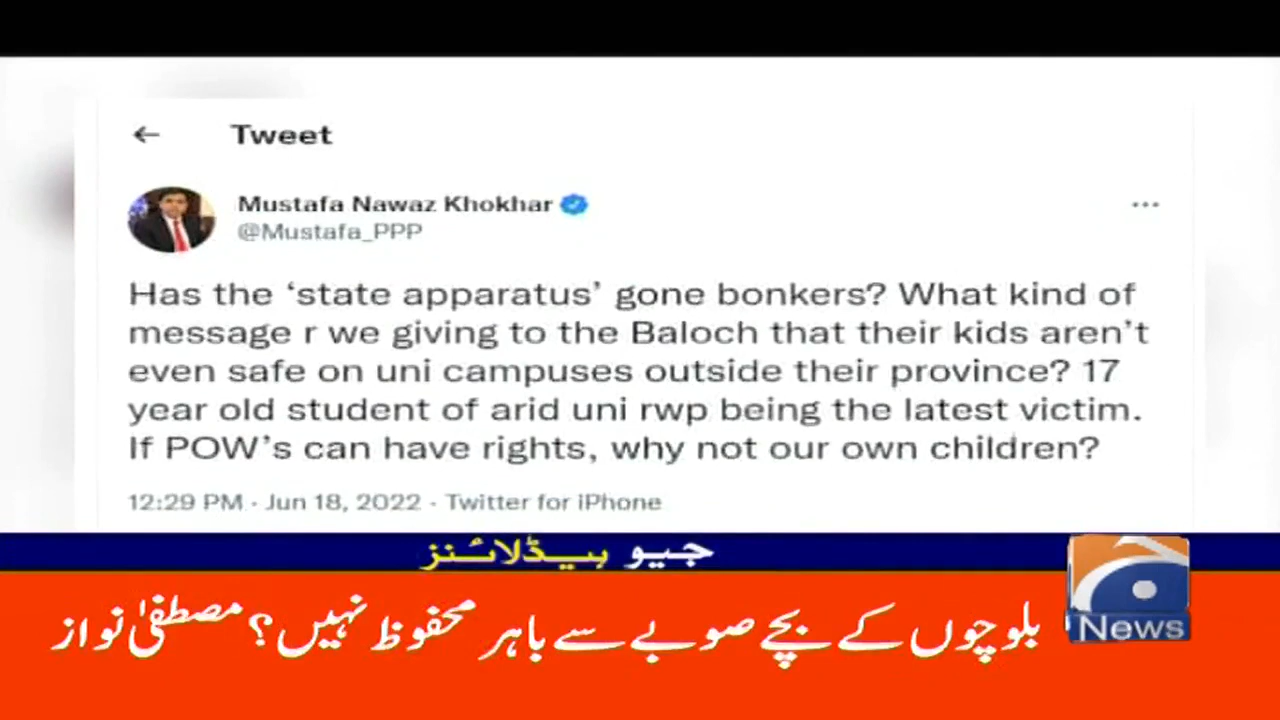 Tweet
Mustafa Nawaz Khokhar
@Mustafa_PPP
Has the ‘state apparatus’ gone bonkers? What kind of
message r we giving to the Baloch that their kids aren’t
even safe on uni campuses outside their province? 17
year old student of arid uni rwp being the latest victim.
If POW’s can have rights, why not our own children?
12:29 PM · Jun 18, 2022 · Twitter for iPhone
جیو ہیڈلائنز
بلوچوں کے بچے صوبے سے باہر محفوظ نہیں؟ مصطفیٰ نواز
News